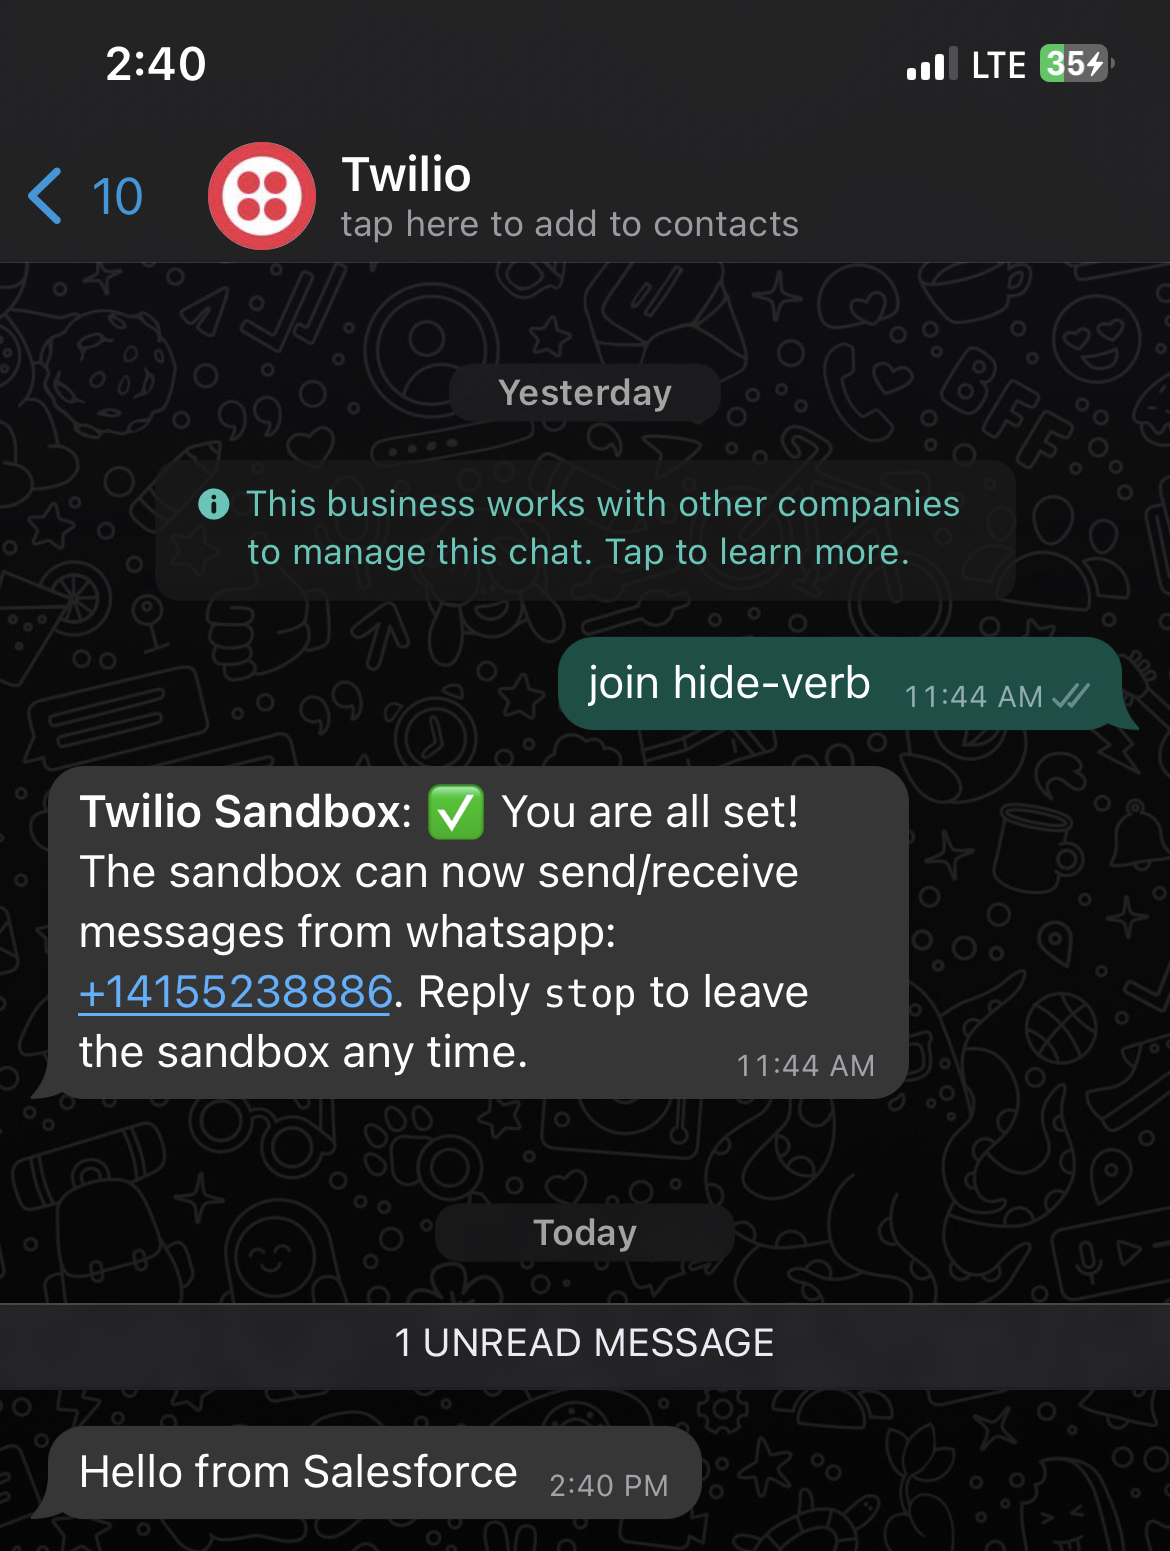 2:40
LTE 35
10
Twilio
tap here to add to contacts
BFF
Yesterday
This business works with other companies
to manage this chat. Tap to learn more.
join hide-verb 11:44 AM
Twilio Sandbox: ✅ You are all set!
The sandbox can now send/receive
messages from whatsapp:
+14155238886. Reply stop to leave
the sandbox any time.
11:44 AM
Today
1 UNREAD MESSAGE
Hello from Salesforce 2:40 PM